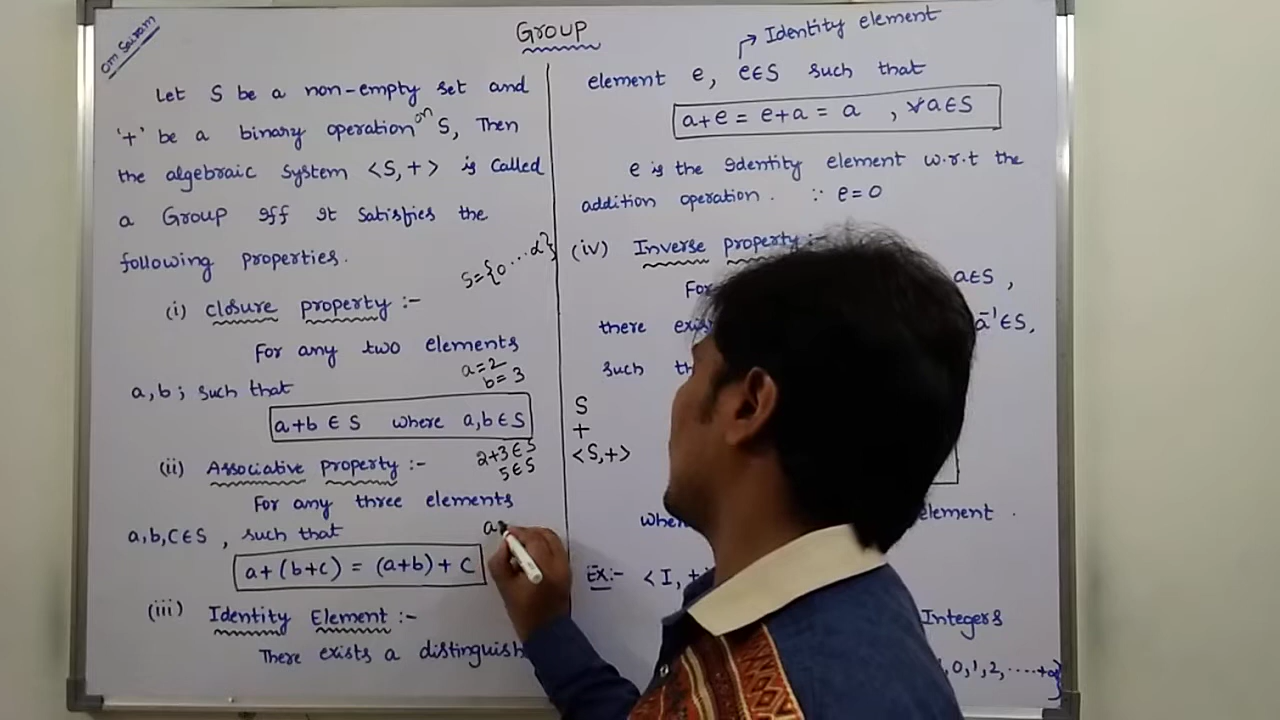 Om Sairam
Group
Let S be a non-empty set and
'+' be a binary operation on S, Then
the algebraic System <S,+> is called
a Group iff It Satisfies the
following properties.
S={0...α}
(i) Closure property :-
For any two elements
a=2
b=3
a,b; such that
a+b ∈ S where a,b∈S
(ii) Associative property :-
2+3∈S
5∈S
For any three elements
a,b,C∈S , such that
a+(b+c) = (a+b)+C
(iii) Identity Element :-
There exists a
→ Identity element
element e, e∈S such that
a+e = e+a = a , ∀a∈S
e is the Identity element w.r.t the
addition operation. ∵ e=0
(iv) Inverse property :-
For a∈S ,
there a⁻¹∈S,
such
S
+
<S,+>
element .
Ex:- <I, +
Integers
0,1,2,....+α}